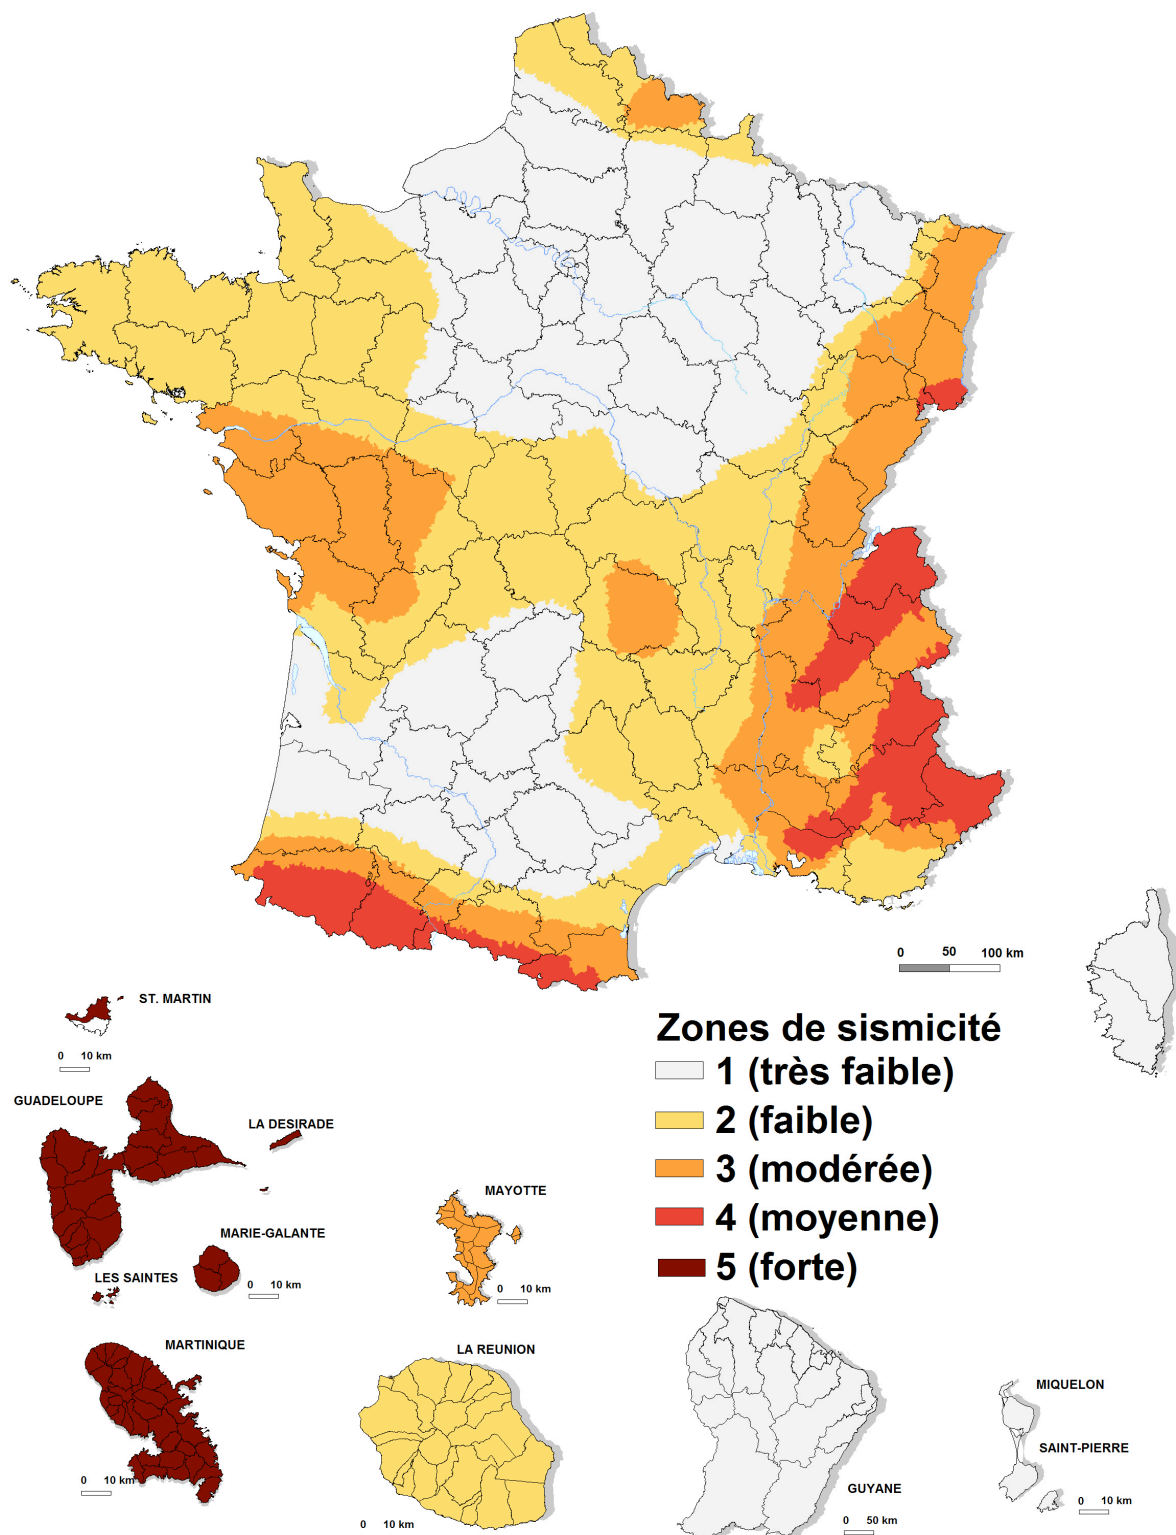 0 50 100 km
ST. MARTIN
0 10 km
Zones de sismicité
1 (très faible)
2 (faible)
3 (modérée)
4 (moyenne)
5 (forte)
GUADELOUPE
LA DESIRADE
MARIE-GALANTE
0 10 km
LES SAINTES
MAYOTTE
0 10 km
MARTINIQUE
0 10 km
LA REUNION
0 10 km
GUYANE
0 50 km
MIQUELON
SAINT-PIERRE
0 10 km